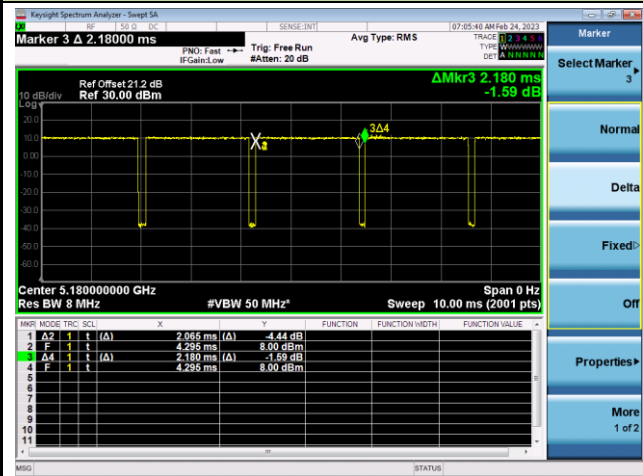 Keysight Spectrum Analyzer - Swept SA
RF 50 Ω DC SENSE:INT 07:05:40 AM Feb 24, 2023
Marker 3 Δ 2.18000 ms
PNO: Fast
IFGain:Low
Trig: Free Run
#Atten: 20 dB
Avg Type: RMS
TRACE 1 2 3 4 5 6
TYPE WWWWWW
DET A N N N N N
ΔMkr3 2.180 ms
-1.59 dB
Ref Offset 21.2 dB
10 dB/div Ref 30.00 dBm
Log
20.0
10.0
0.00
-10.0
-20.0
-30.0
-40.0
-50.0
-60.0
3Δ4
Center 5.180000000 GHz Span 0 Hz
Res BW 8 MHz #VBW 50 MHz* Sweep 10.00 ms (2001 pts)
MKR MODE TRC SCL X Y FUNCTION FUNCTION WIDTH FUNCTION VALUE
1 Δ2 1 t (Δ) 2.065 ms (Δ) -4.44 dB
2 F 1 t 4.295 ms 8.00 dBm
3 Δ4 1 t (Δ) 2.180 ms (Δ) -1.59 dB
4 F 1 t 4.295 ms 8.00 dBm
5
6
7
8
9
10
11
MSG STATUS
Marker
Select Marker
3
Normal
Delta
Fixed
Off
Properties
More
1 of 2